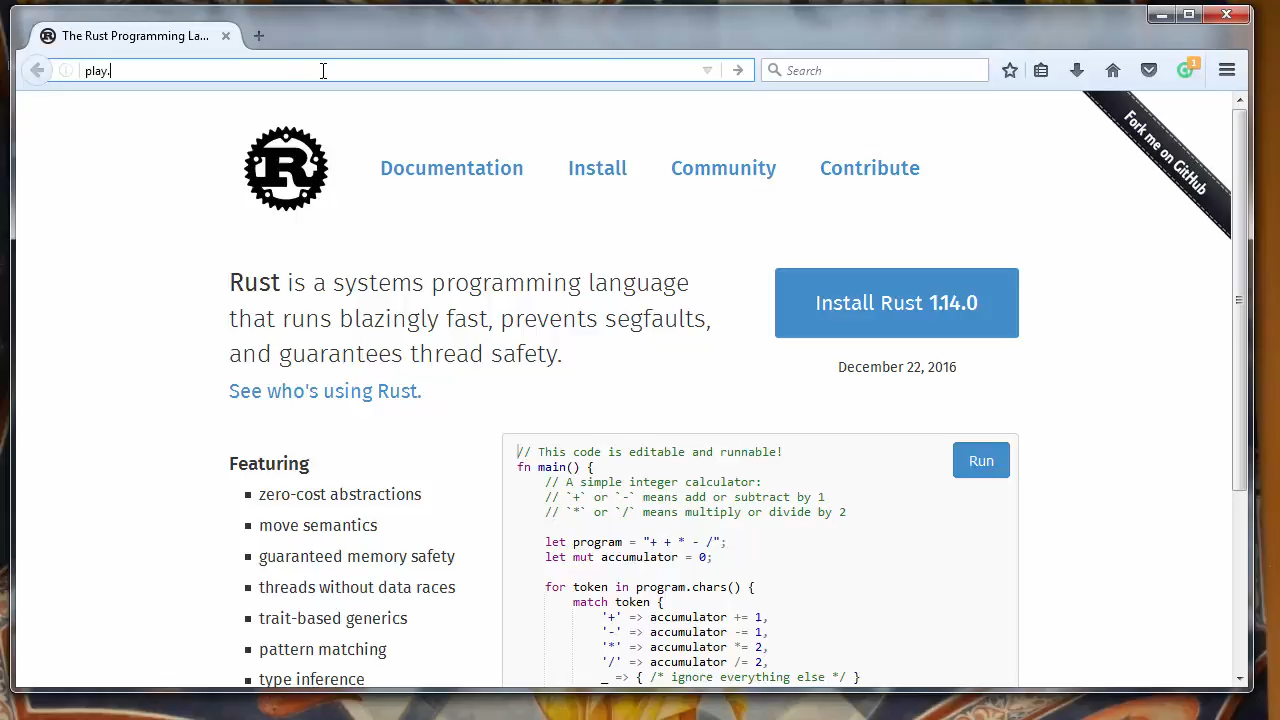 The Rust Programming La...
play.
Search
1
Fork me on GitHub
R
Documentation Install Community Contribute
Rust is a systems programming language
that runs blazingly fast, prevents segfaults,
and guarantees thread safety.
See who's using Rust.
Install Rust 1.14.0
December 22, 2016
Featuring
zero-cost abstractions
move semantics
guaranteed memory safety
threads without data races
trait-based generics
pattern matching
type inference
Run
// This code is editable and runnable!
fn main() {
    // A simple integer calculator:
    // `+` or `-` means add or subtract by 1
    // `*` or `/` means multiply or divide by 2
    let program = "+ + * - /";
    let mut accumulator = 0;
    for token in program.chars() {
        match token {
            '+' => accumulator += 1,
            '-' => accumulator -= 1,
            '*' => accumulator *= 2,
            '/' => accumulator /= 2,
            _ => { /* ignore everything else */ }